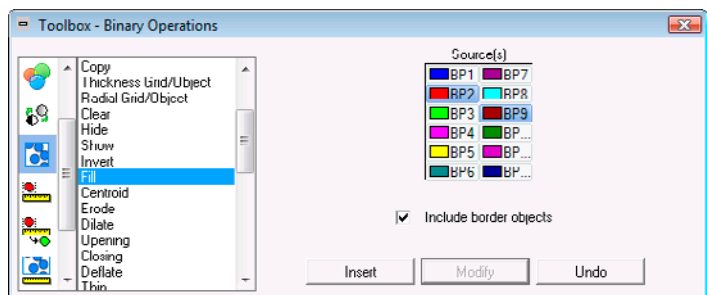 Toolbox - Binary Operations
Copy
Thickness Grid/Object
Radial Grid/Object
Clear
Hide
Show
Invert
Fill
Centroid
Erode
Dilate
Opening
Closing
Deflate
Thin
Source(s)
BP1 BP7
BP2 BP8
BP3 BP9
BP4 BP...
BP5 BP...
BP6 BP...
Include border objects
Insert Modify Undo